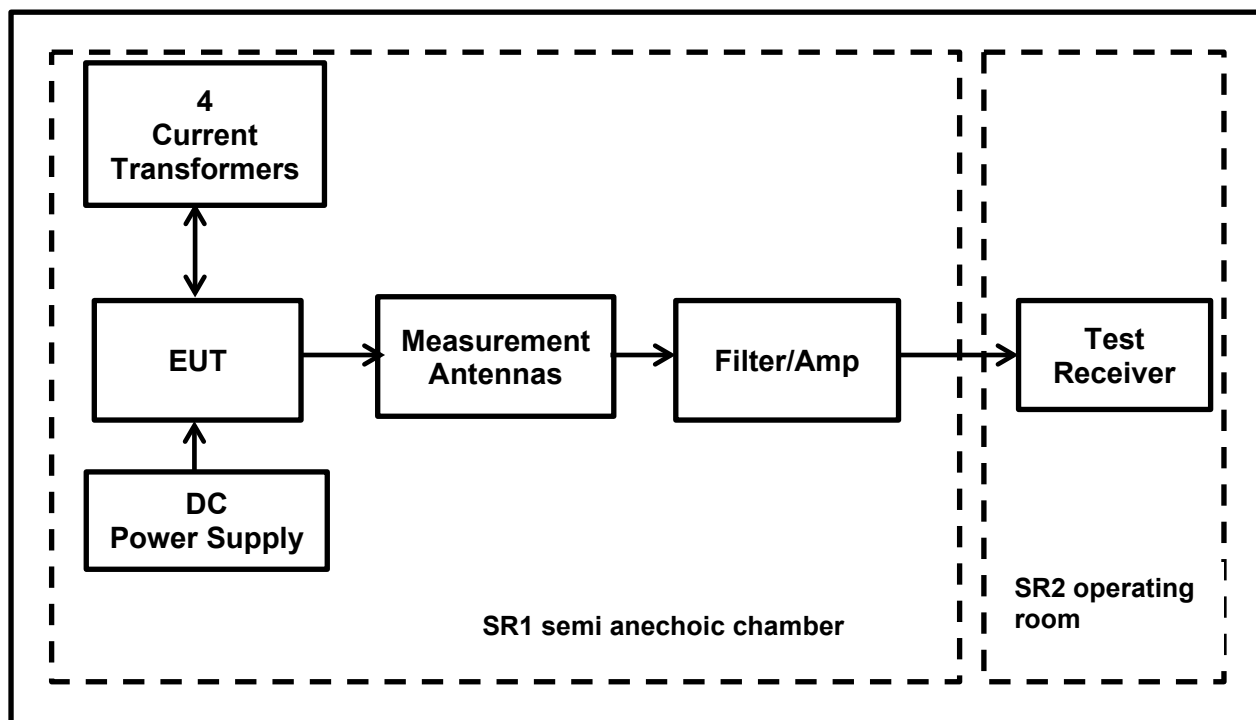 4
Current
Transformers
EUT
Measurement
Antennas
Filter/Amp
Test
Receiver
DC
Power Supply
SR1 semi anechoic chamber
SR2 operating
room